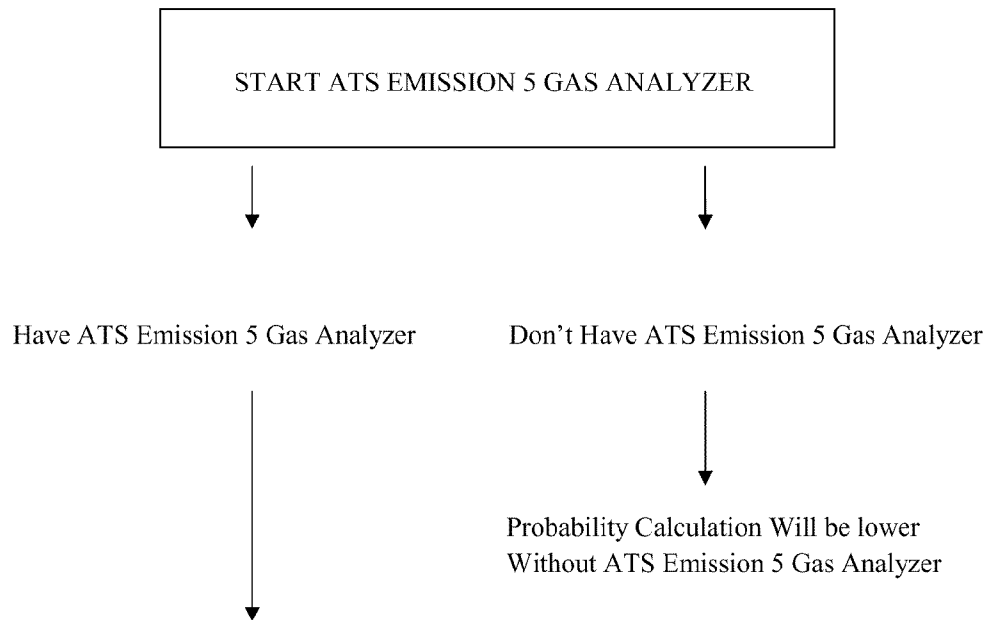 START ATS EMISSION 5 GAS ANALYZER
Have ATS Emission 5 Gas Analyzer
Don't Have ATS Emission 5 Gas Analyzer
Probability Calculation Will be lower
Without ATS Emission 5 Gas Analyzer